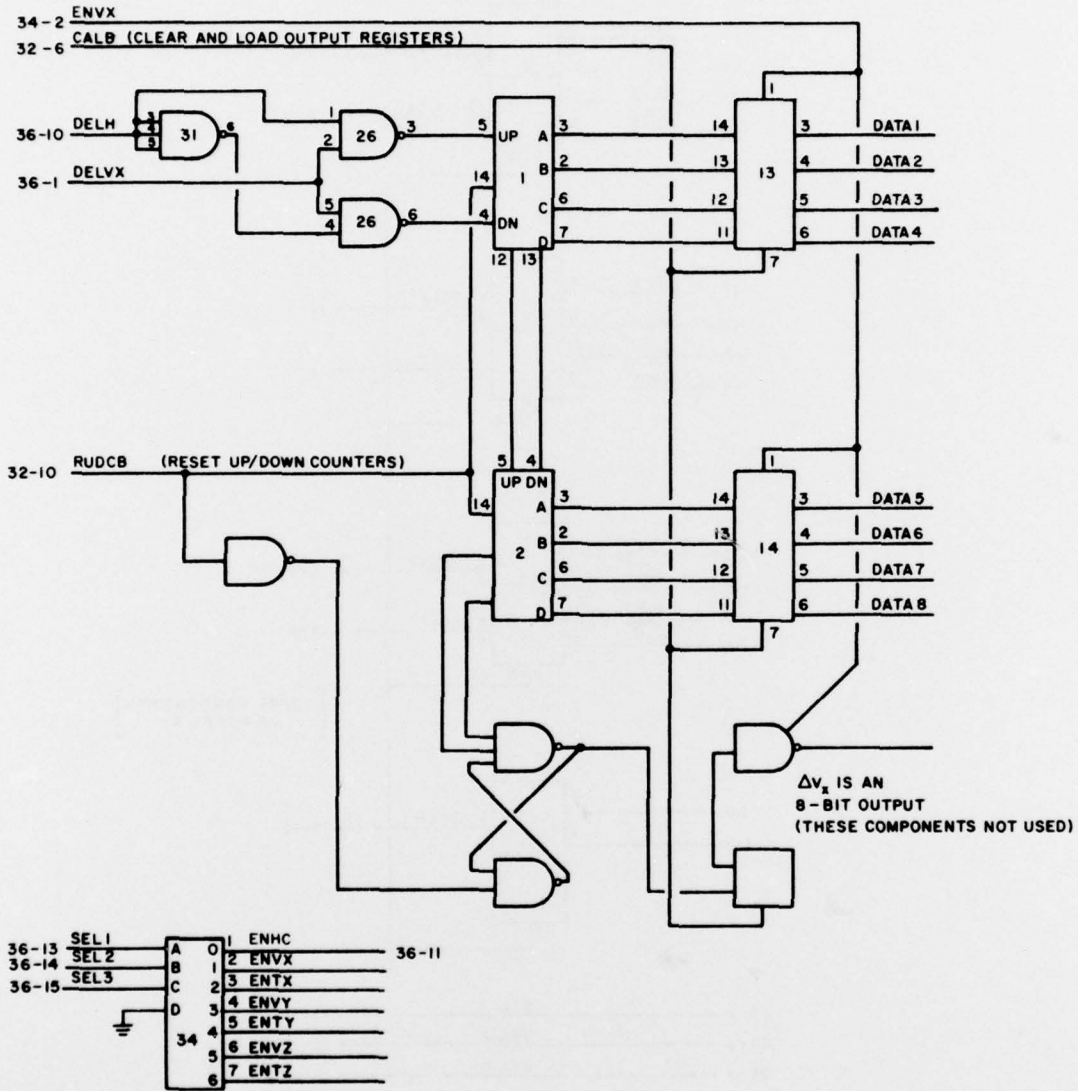 34-2 ENVX
32-6 CALB (CLEAR AND LOAD OUTPUT REGISTERS)
36-10 DELH
3
2
5
31
6
1
2
26
3
36-1 DELVX
5
4
26
6
5 UP
14
4 DN
1
A 3
B 2
C 6
D 7
12 13
1
14
13
12
11
13
3 DATA 1
4 DATA 2
5 DATA 3
6 DATA 4
7
32-10 RUDCB (RESET UP/DOWN COUNTERS)
5 4
UP DN
14
2
A 3
B 2
C 6
D 7
1
14
13
12
11
14
3 DATA 5
4 DATA 6
5 DATA 7
6 DATA 8
7
ΔVx IS AN
8-BIT OUTPUT
(THESE COMPONENTS NOT USED)
36-13 SEL1 A
36-14 SEL2 B
36-15 SEL3 C
D
34
0 1 ENHC 36-11
1 2 ENVX
2 3 ENTX
3 4 ENVY
4 5 ENTY
5 6 ENVZ
6 7 ENTZ